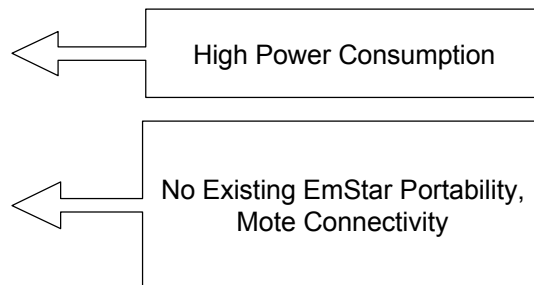 High Power Consumption
No Existing EmStar Portability,
Mote Connectivity